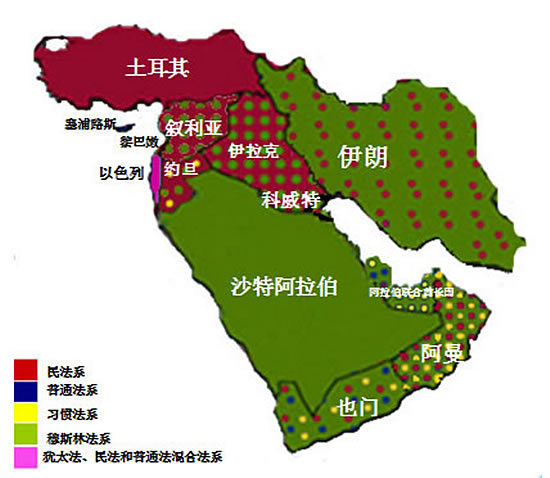 土耳其
塞浦路斯
叙利亚
黎巴嫩
伊拉克
伊朗
以色列
约旦
科威特
沙特阿拉伯
阿拉伯联合酋长国
阿曼
也门
民法系
普通法系
习惯法系
穆斯林法系
犹太法、民法和普通法混合法系